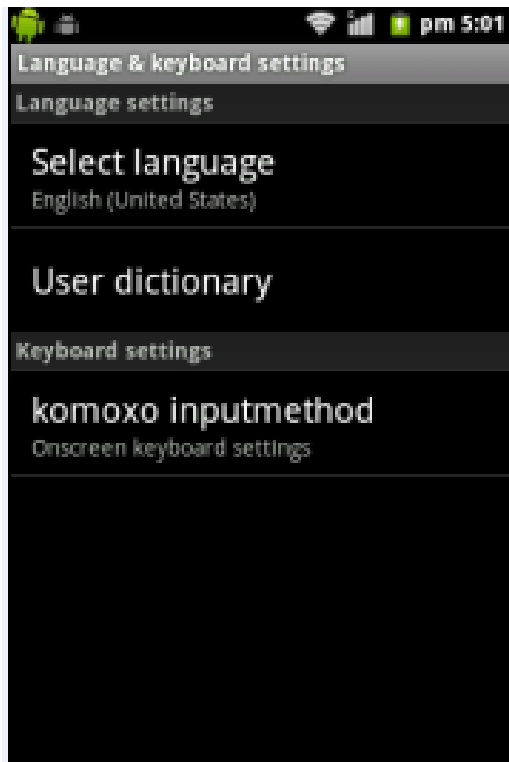 pm 5:01
Language & keyboard settings
Language settings
Select language
English (United States)
User dictionary
Keyboard settings
komoxo inputmethod
Onscreen keyboard settings